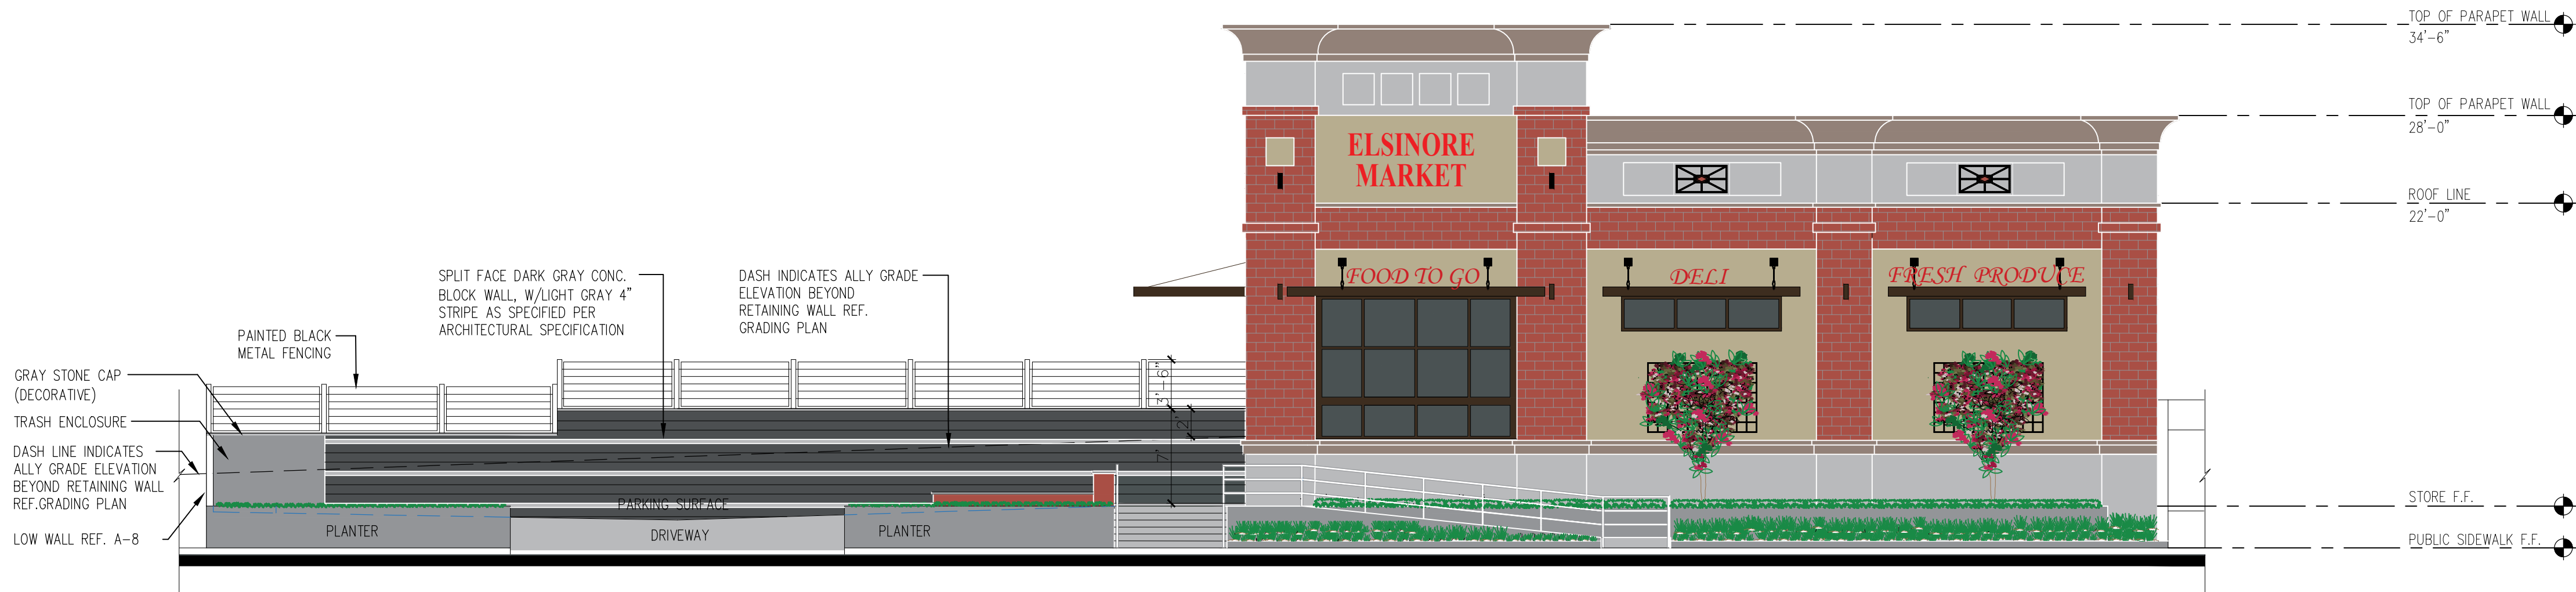 TOP OF PARAPET WALL
34'-6"
TOP OF PARAPET WALL
28'-0"
ROOF LINE
22'-0"
STORE F.F.
PUBLIC SIDEWALK F.F.
ELSINORE
MARKET
FOOD TO GO
DELI
FRESH PRODUCE
SPLIT FACE DARK GRAY CONC.
BLOCK WALL, W/LIGHT GRAY 4"
STRIPE AS SPECIFIED PER
ARCHITECTURAL SPECIFICATION
DASH INDICATES ALLY GRADE
ELEVATION BEYOND
RETAINING WALL REF.
GRADING PLAN
PAINTED BLACK
METAL FENCING
GRAY STONE CAP
(DECORATIVE)
TRASH ENCLOSURE
DASH LINE INDICATES
ALLY GRADE ELEVATION
BEYOND RETAINING WALL
REF.GRADING PLAN
LOW WALL REF. A-8
3'-6"
2'
7'
PARKING SURFACE
PLANTER
DRIVEWAY
PLANTER